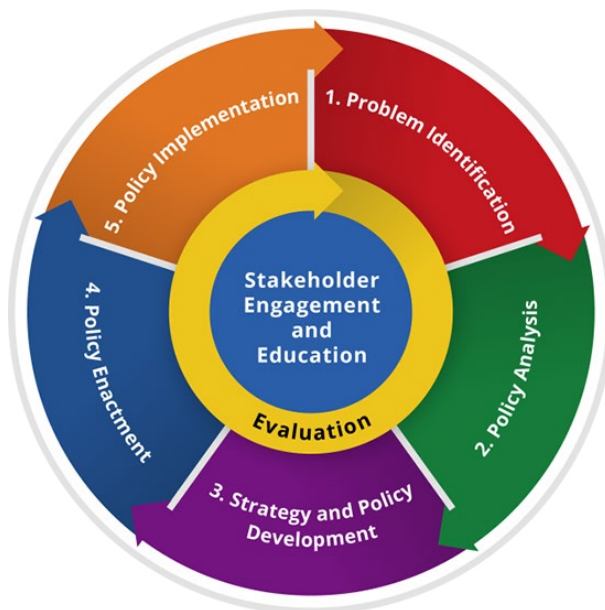 1. Problem Identification
2. Policy Analysis
3. Strategy and Policy
Development
4. Policy Enactment
5. Policy Implementation
Stakeholder
Engagement
and
Education
Evaluation